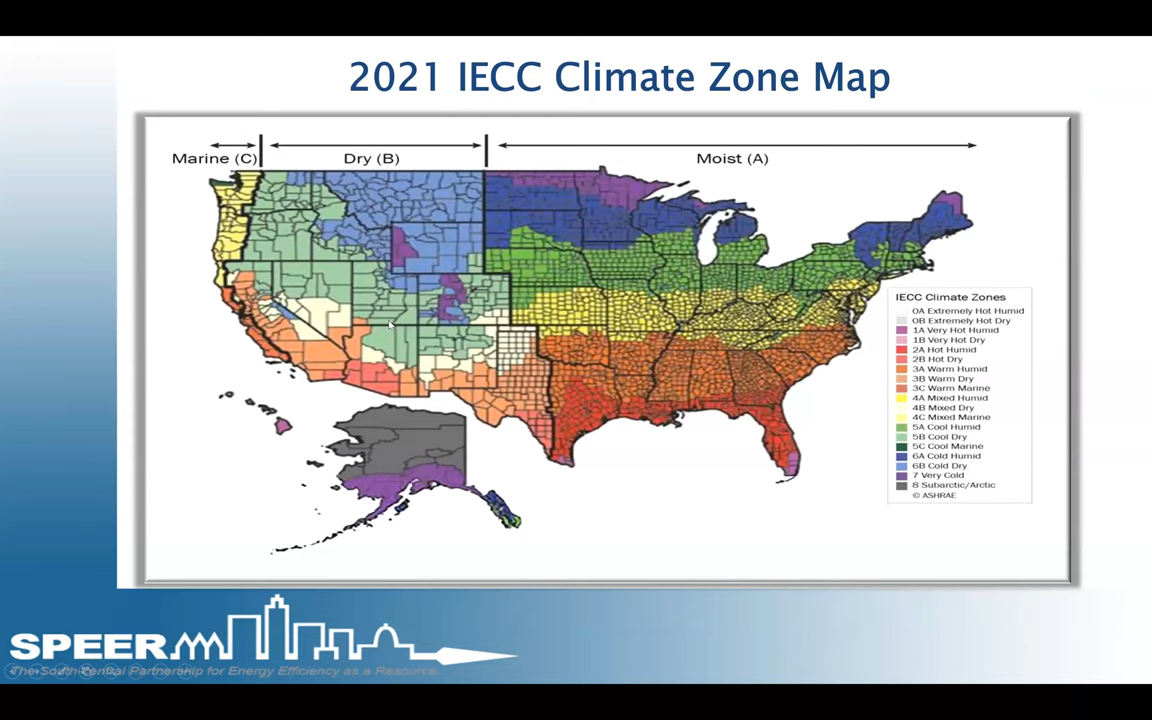 2021 IECC Climate Zone Map
Marine (C)
Dry (B)
Moist (A)
IECC Climate Zones
0A Extremely Hot Humid
0B Extremely Hot Dry
1A Very Hot Humid
1B Very Hot Dry
2A Hot Humid
2B Hot Dry
3A Warm Humid
3B Warm Dry
3C Warm Marine
4A Mixed Humid
4B Mixed Dry
4C Mixed Marine
5A Cool Humid
5B Cool Dry
5C Cool Marine
6A Cold Humid
6B Cold Dry
7 Very Cold
8 Subarctic/Arctic
© ASHRAE
SPEER
The South-Central Partnership for Energy Efficiency as a Resource